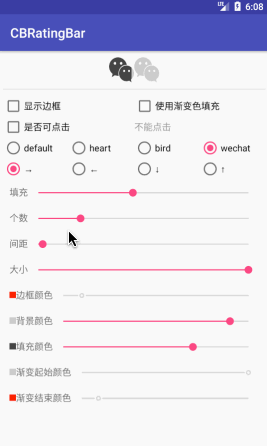 LTE 6:08
CBRatingBar
显示边框 使用渐变色填充
是否可点击 不能点击
default heart bird wechat
→ ← ↓ ↑
填充
个数
间距
大小
边框颜色
背景颜色
填充颜色
渐变起始颜色
渐变结束颜色